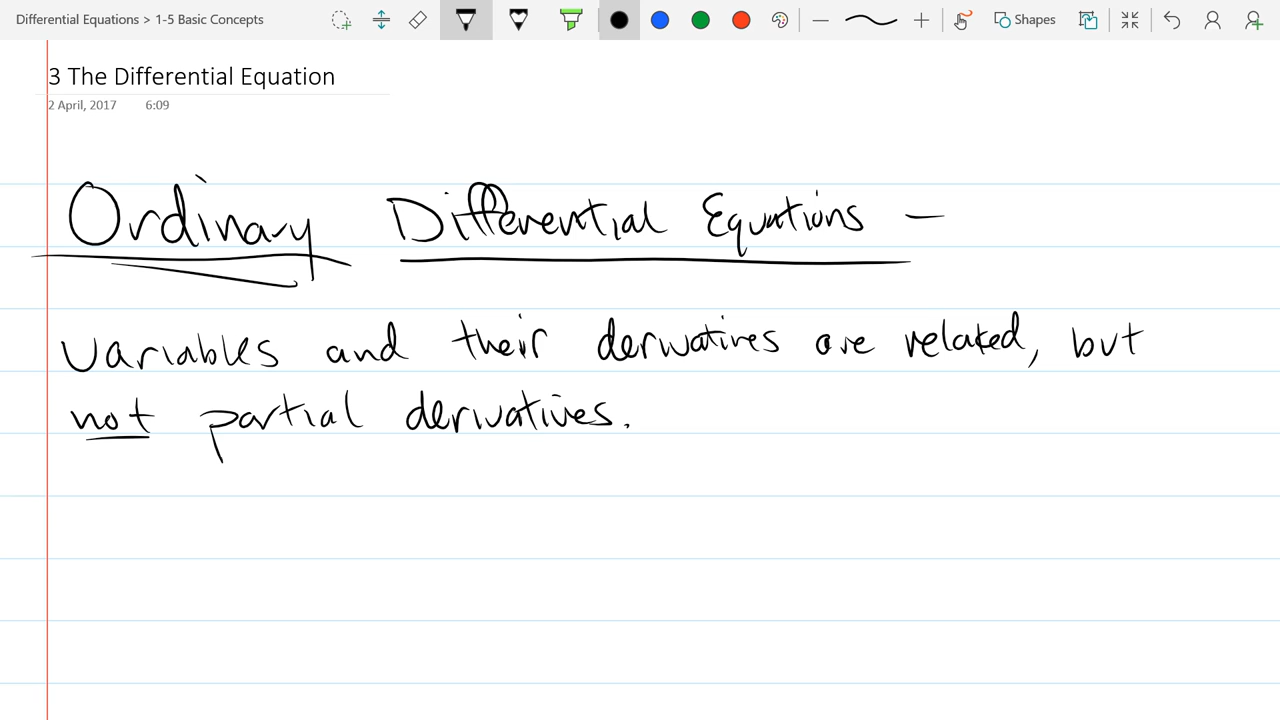 Differential Equations > 1-5 Basic Concepts
Shapes
3 The Differential Equation
2 April, 2017 6:09
Ordinary Differential Equations –
Variables and their derivatives are related, but
not partial derivatives.